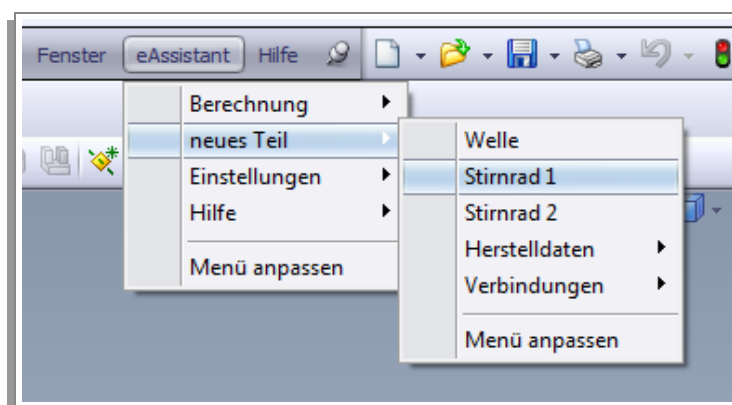 Fenster eAssistant Hilfe
Berechnung
neues Teil
Einstellungen
Hilfe
Menü anpassen
Welle
Stirnrad 1
Stirnrad 2
Herstelldaten
Verbindungen
Menü anpassen